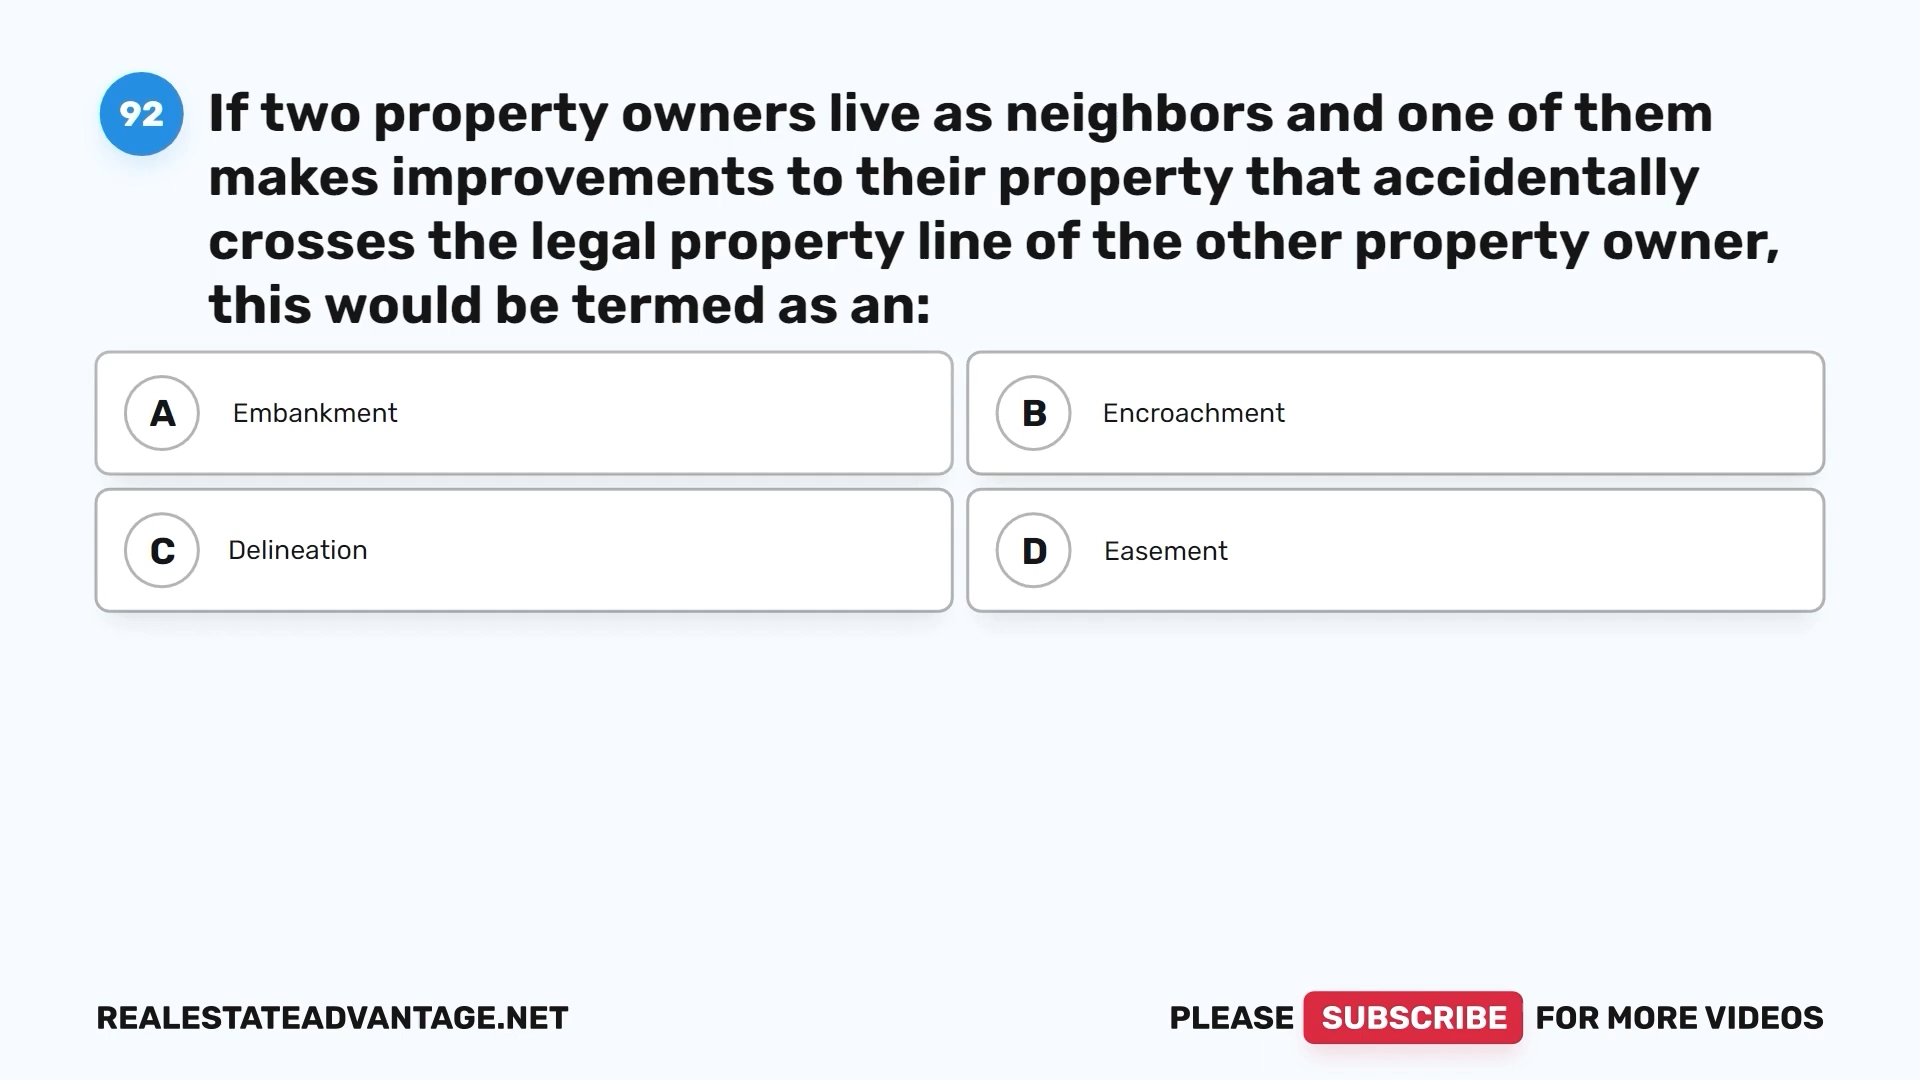 92
If two property owners live as neighbors and one of them
makes improvements to their property that accidentally
crosses the legal property line of the other property owner,
this would be termed as an:
A Embankment
B Encroachment
C Delineation
D Easement
REALESTATEADVANTAGE.NET
PLEASE SUBSCRIBE FOR MORE VIDEOS